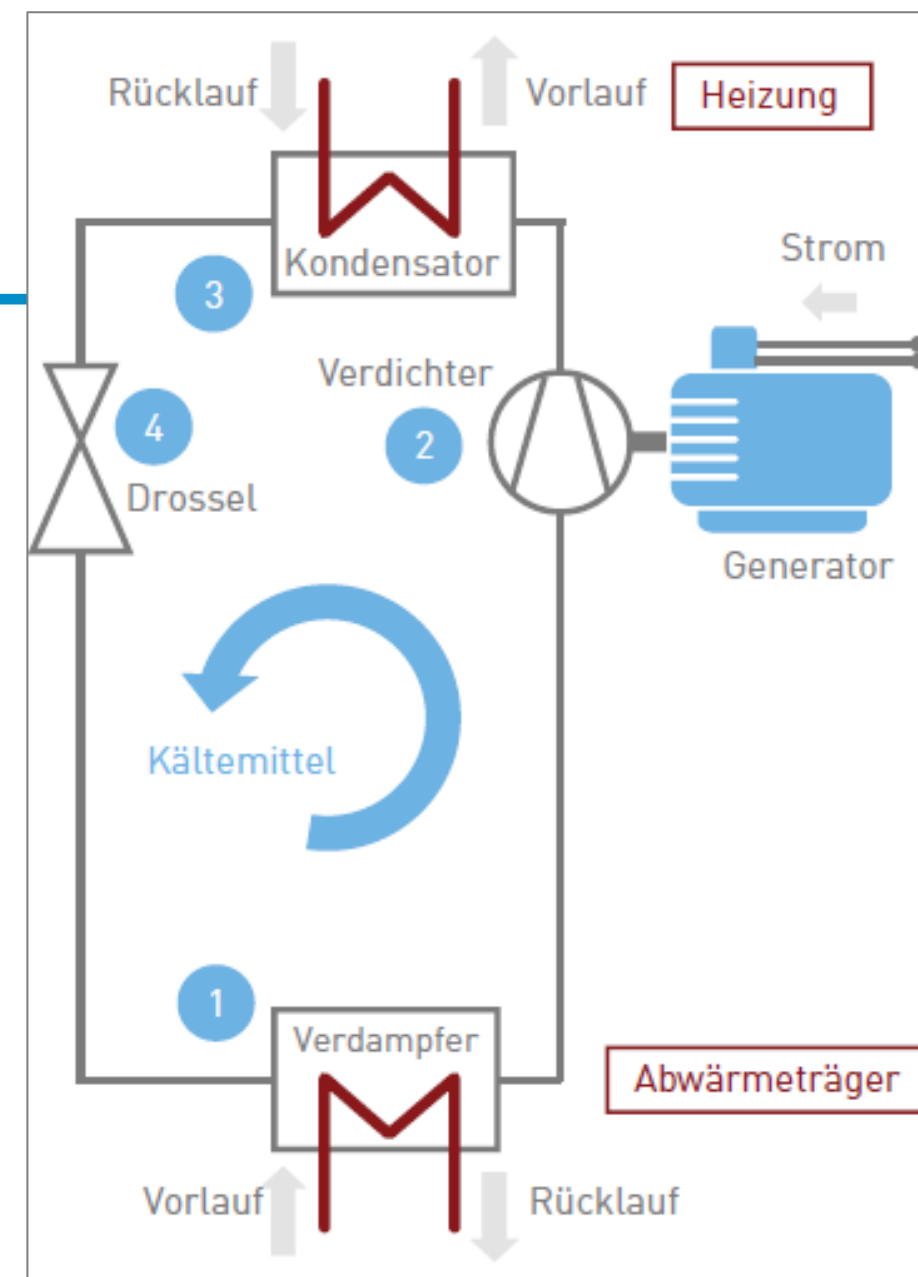 Rücklauf
Vorlauf
Heizung
Kondensator
Strom
3
Verdichter
4
2
Drossel
Generator
Kältemittel
1
Verdampfer
Abwärmeträger
Vorlauf
Rücklauf